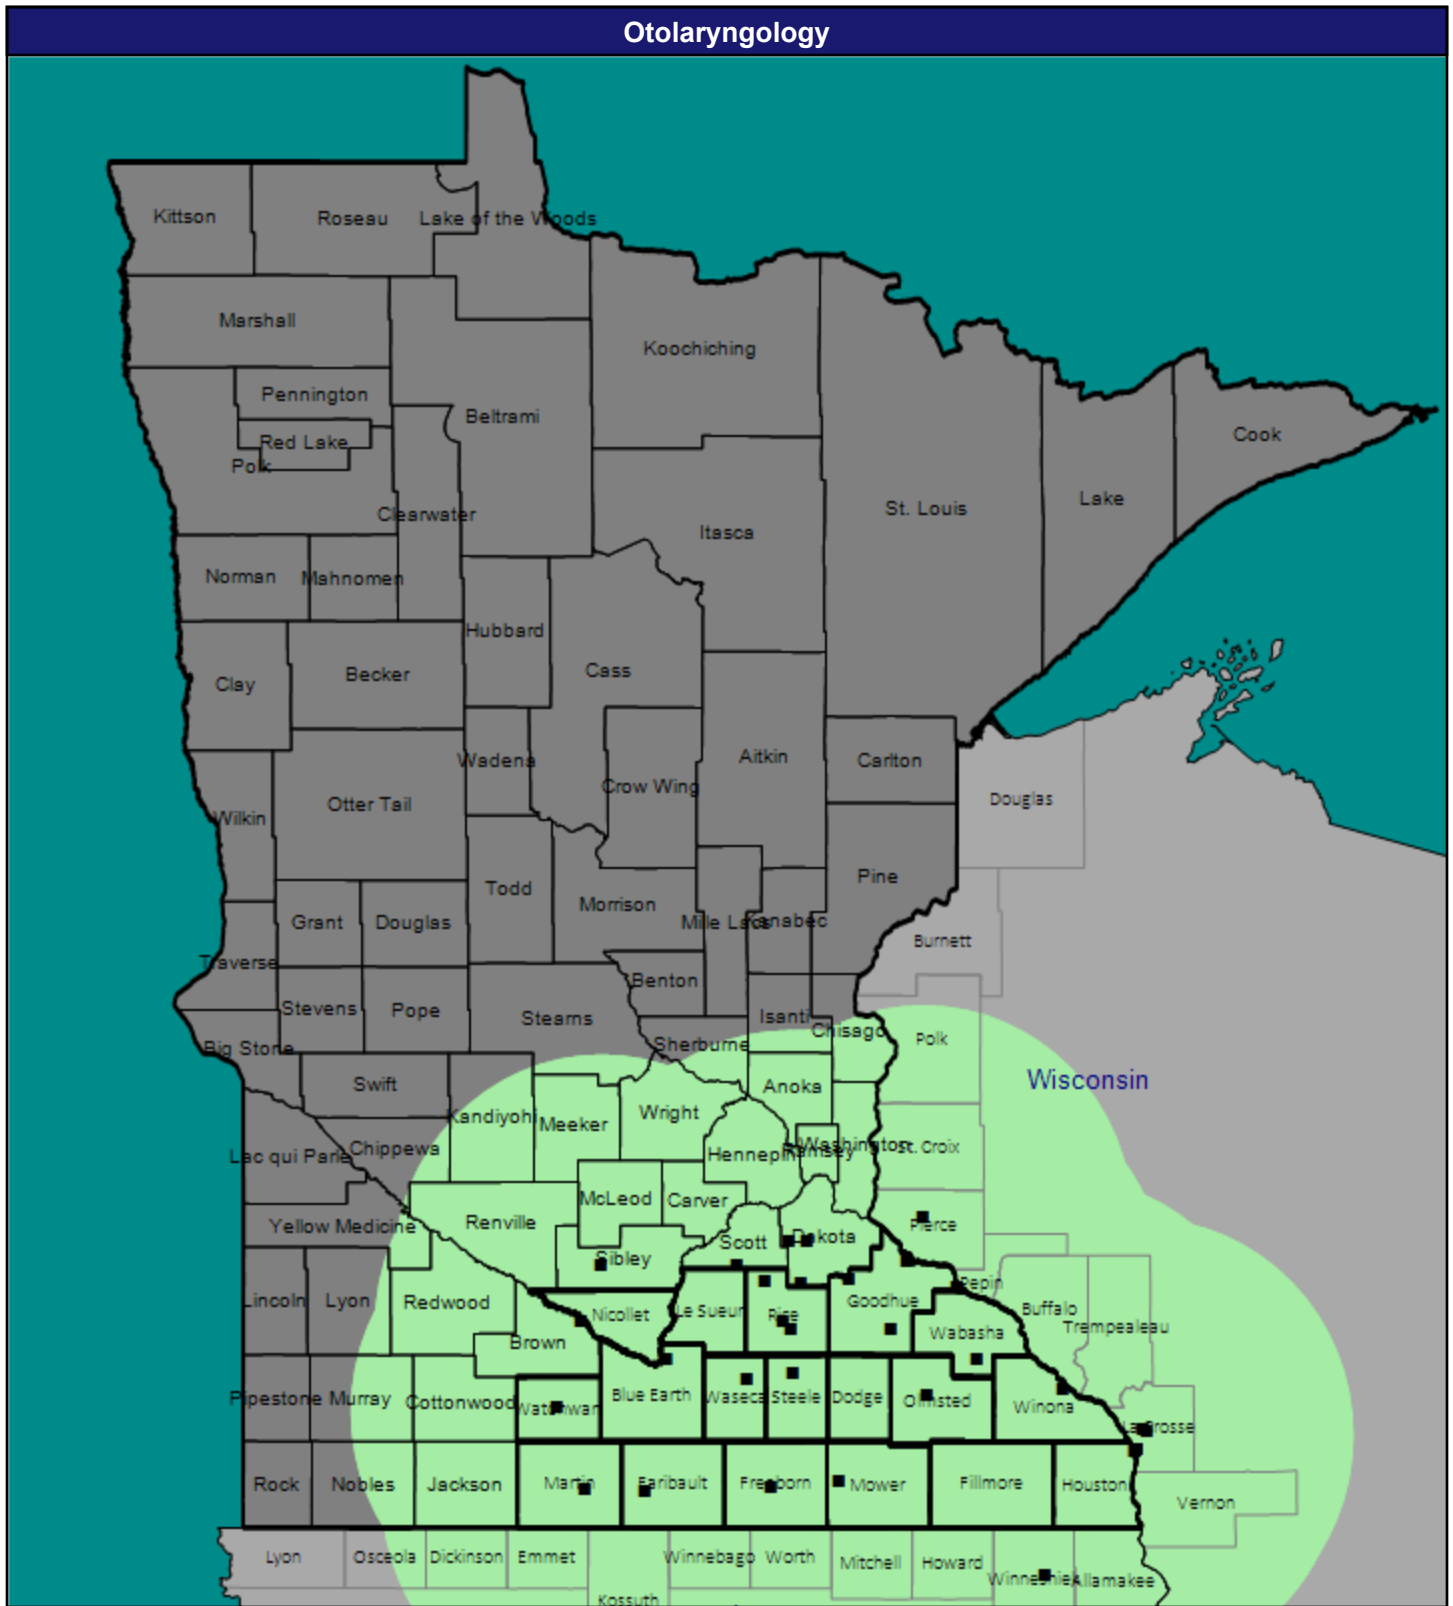 Otolaryngology
Kittson
Roseau
Lake of the Woods
Marshall
Koochiching
Pennington
Beltrami
Red Lake
Cook
Polk
Lake
St. Louis
Clearwater
Itasca
Norman
Mahnomen
Hubbard
Cass
Becker
Clay
Aitkin
Wadena
Carlton
Crow Wing
Douglas
Otter Tail
Wilkin
Pine
Todd
Morrison
Grant
Douglas
Mille Lacs
Kanabec
Burnett
Traverse
Benton
Stevens
Pope
Stearns
Isanti
Chisago
Polk
Big Stone
Sherburne
Wisconsin
Swift
Anoka
Kandiyohi
Meeker
Wright
Washington
St. Croix
Chippewa
Lac qui Parle
Hennepin
Ramsey
McLeod
Carver
Renville
Yellow Medicine
Pierce
Dakota
Scott
Sibley
Pepin
Lincoln
Lyon
Redwood
Goodhue
Buffalo
Nicollet
Le Sueur
Rice
Trempealeau
Wabasha
Brown
Pipestone
Murray
Cottonwood
Watonwan
Blue Earth
Waseca
Steele
Dodge
Olmsted
Winona
La Crosse
Rock
Nobles
Jackson
Martin
Faribault
Freeborn
Mower
Fillmore
Houston
Vernon
Lyon
Osceola
Dickinson
Emmet
Winnebago
Worth
Mitchell
Howard
Winneshiek
Allamakee
Kossuth